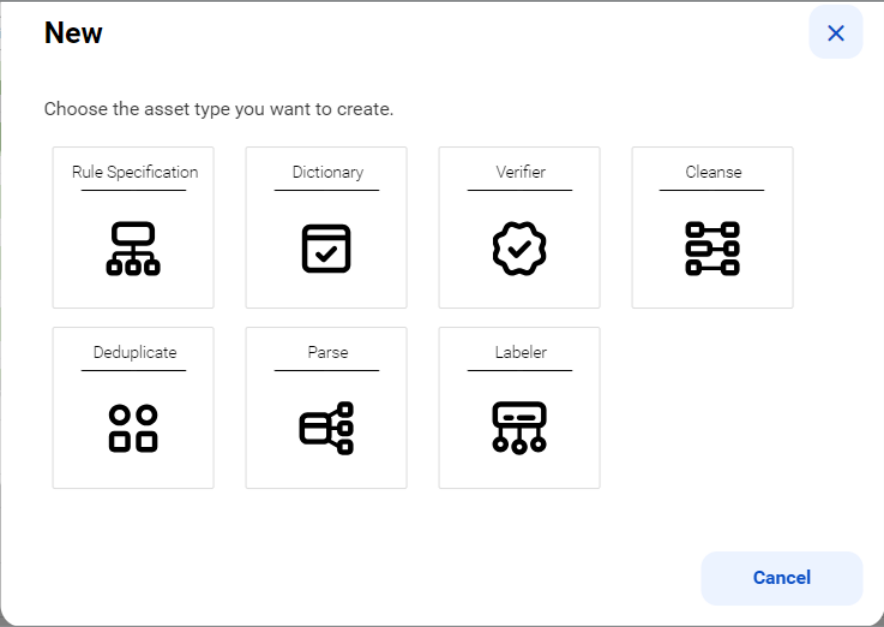 New
Choose the asset type you want to create.
Rule Specification
Dictionary
Verifier
Cleanse
Deduplicate
Parse
Labeler
Cancel